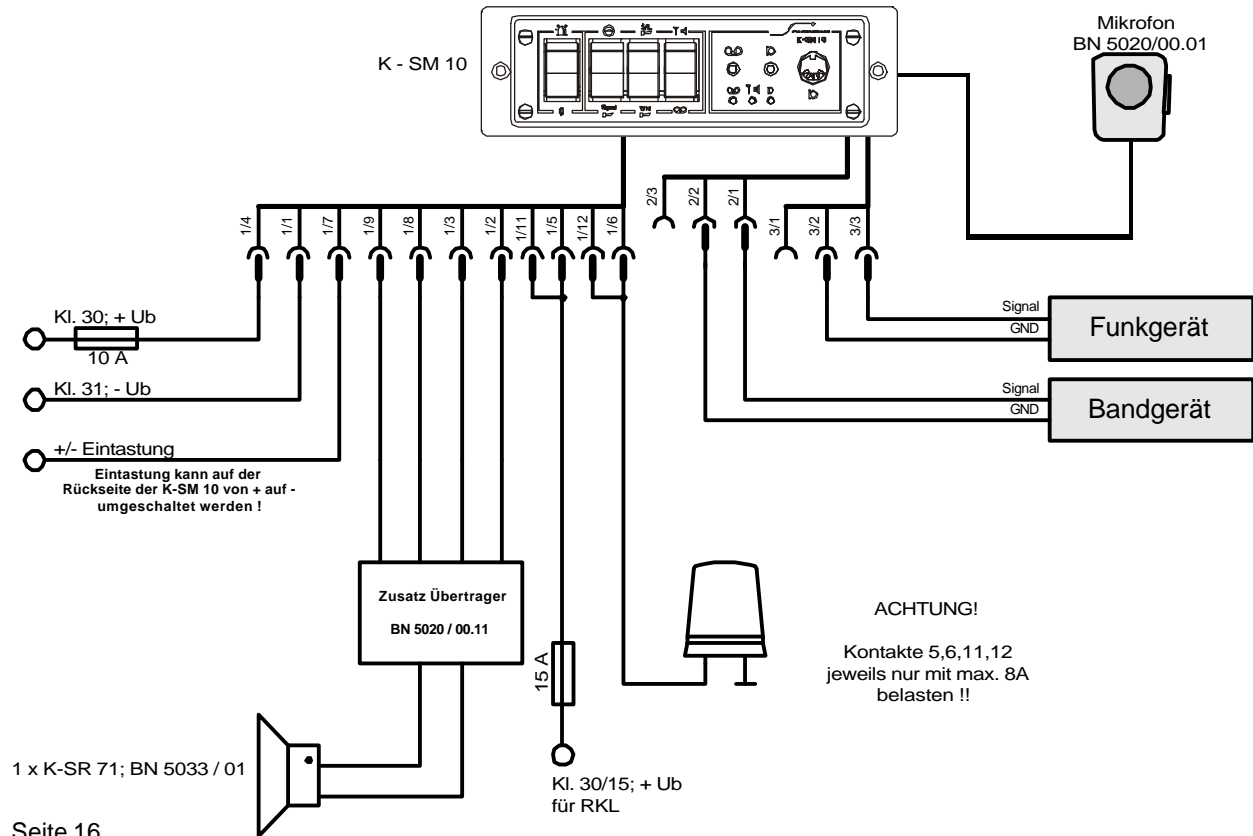 Mikrofon
BN 5020/00.01
K - SM 10
2/3
2/2
2/1
1/4
1/1
1/7
1/9
1/8
1/3
1/2
1/11
1/5
1/12
1/6
3/1
3/2
3/3
Kl. 30; + Ub
10 A
Signal
GND
Funkgerät
Kl. 31; - Ub
Signal
GND
Bandgerät
+/- Eintastung
Eintastung kann auf der
Rückseite der K-SM 10 von + auf -
umgeschaltet werden !
Zusatz Übertrager
BN 5020 / 00.11
ACHTUNG!
Kontakte 5,6,11,12
jeweils nur mit max. 8A
belasten !!
15 A
1 x K-SR 71; BN 5033 / 01
Kl. 30/15; + Ub
für RKL
Seite 16